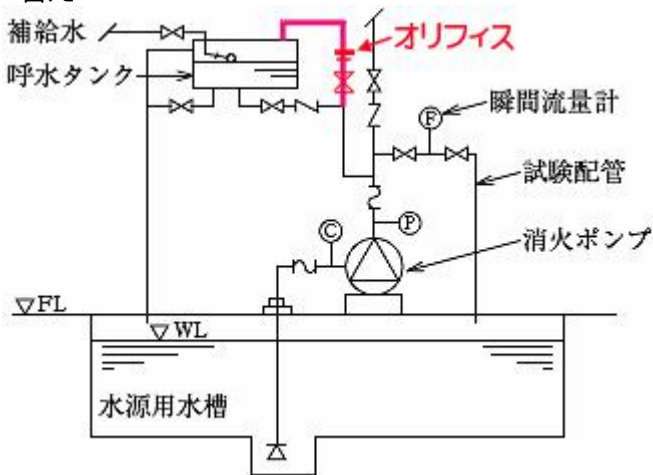 補給水
オリフィス
呼水タンク
F
瞬間流量計
試験配管
C
P
消火ポンプ
▽FL
▽WL
水源用水槽